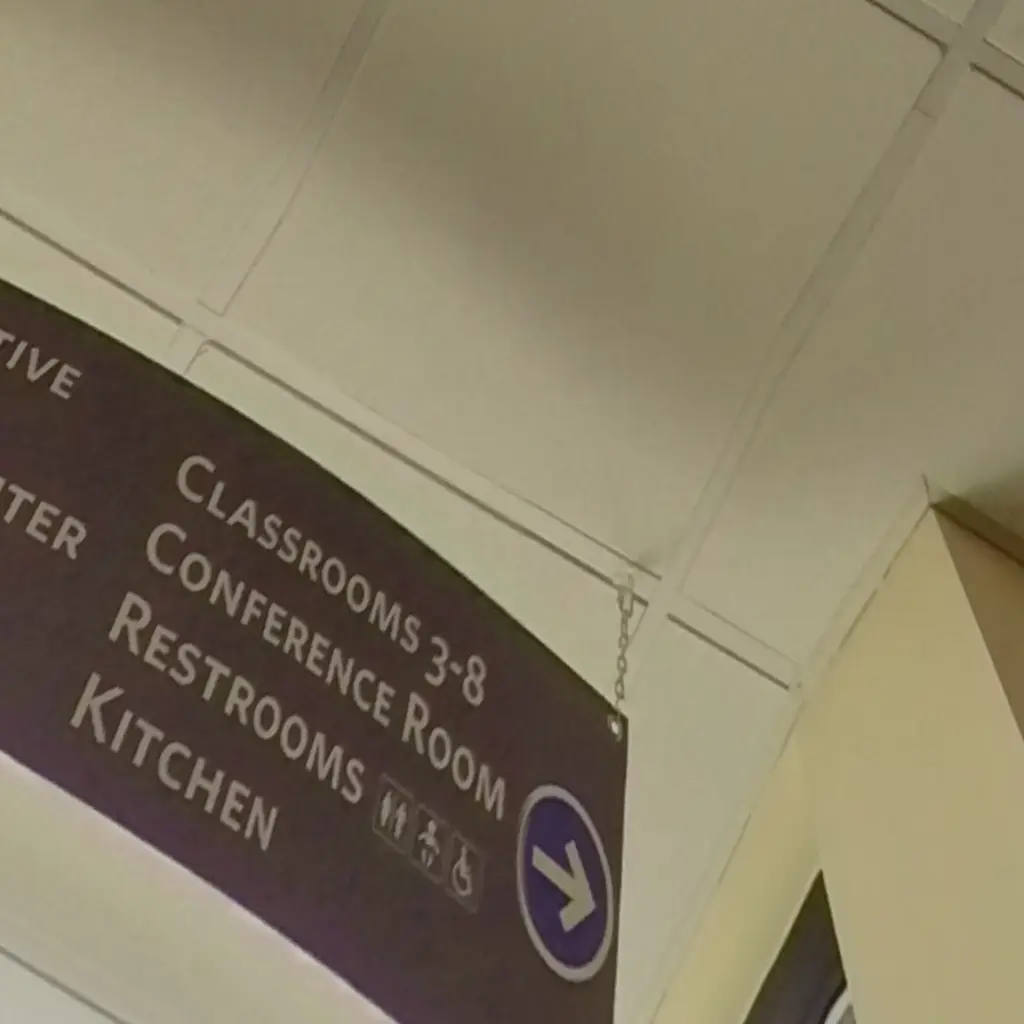 TIVE
TER
CLASSROOMS 3-8
CONFERENCE ROOM
RESTROOMS
KITCHEN